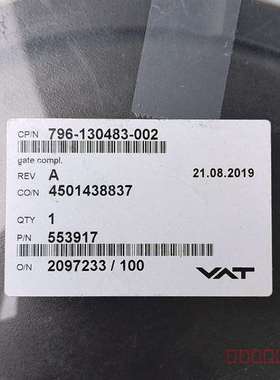 CP/N 796-130483-002
gate compl.
REV A 21.08.2019
CO/N 4501438837
QTY 1
P/N 553917
O/N 2097233 / 100
VAT